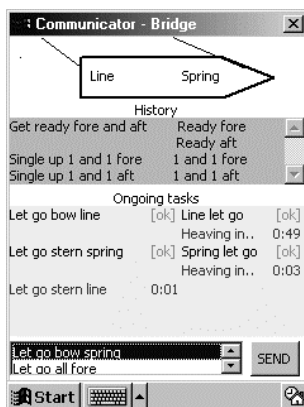 Communicator - Bridge
Line Spring
History
Get ready fore and aft Ready fore
Ready aft
Single up 1 and 1 fore 1 and 1 fore
Single up 1 and 1 aft 1 and 1 aft
Ongoing tasks
Let go bow line [ok] Line let go [ok]
Heaving in.. 0:49
Let go stern spring [ok] Spring let go [ok]
Heaving in.. 0:03
Let go stern line 0:01
Let go bow spring
Let go all fore
SEND
Start